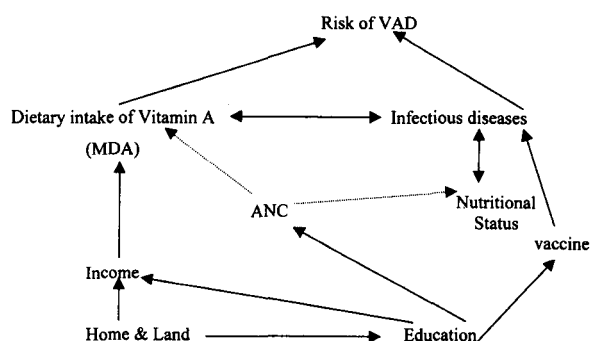 Risk of VAD
Dietary intake of Vitamin A
Infectious diseases
(MDA)
ANC
Nutritional
Status
vaccine
Income
Home & Land
Education